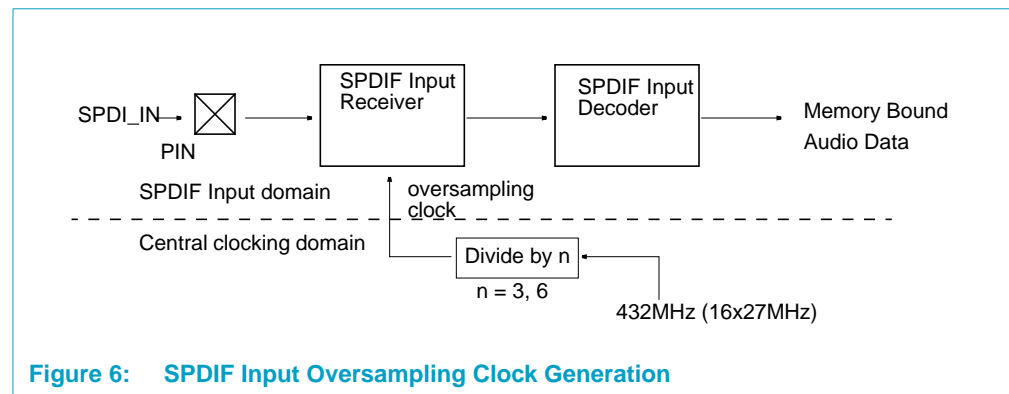 SPDI_IN
PIN
SPDIF Input
Receiver
SPDIF Input
Decoder
Memory Bound
Audio Data
SPDIF Input domain
oversampling
clock
Central clocking domain
Divide by n
n = 3, 6
432MHz (16x27MHz)
Figure 6: SPDIF Input Oversampling Clock Generation